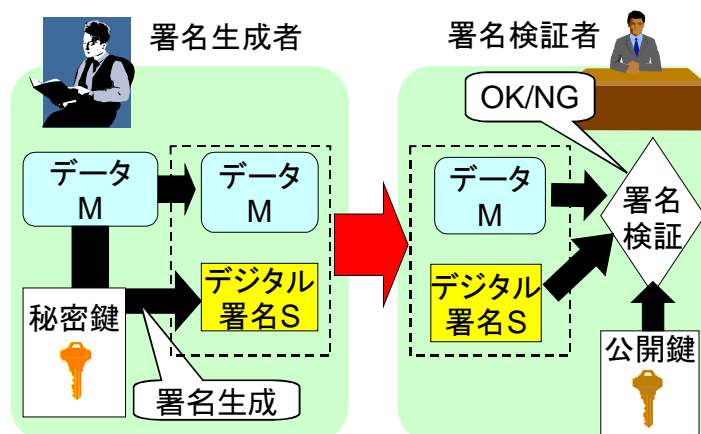 署名生成者
データ
M
データ
M
デジタル
署名S
秘密鍵
署名生成
署名検証者
OK/NG
データ
M
デジタル
署名S
署名
検証
公開鍵